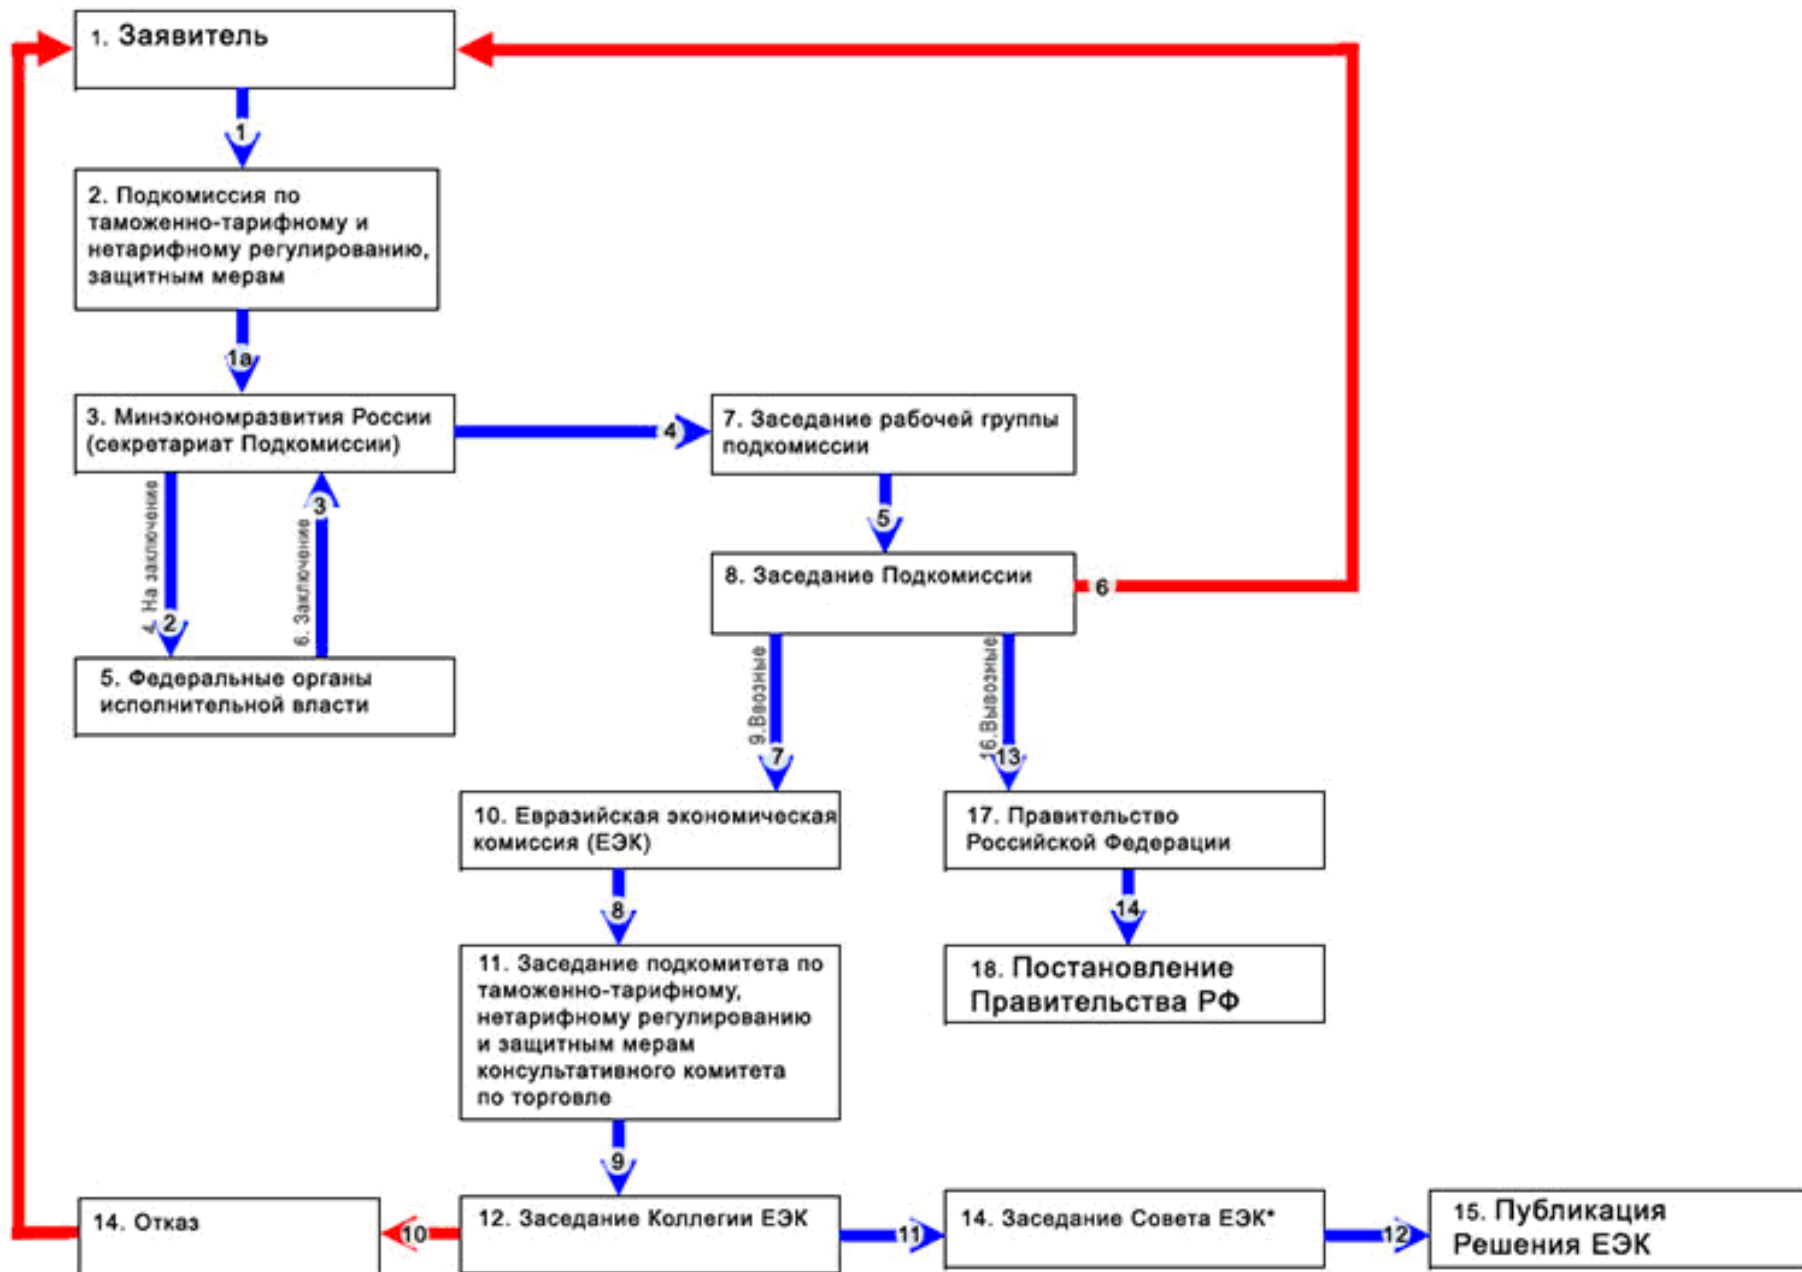 1. Заявитель
1
2. Подкомиссия по
таможенно-тарифному и
нетарифному регулированию,
защитным мерам
1а
3. Минэкономразвития России
(секретариат Подкомиссии)
4
7. Заседание рабочей группы
подкомиссии
4. На заключение
2
6. Заключение
3
5
5. Федеральные органы
исполнительной власти
8. Заседание Подкомиссии
6
9.Ввозные
7
16.Вывозные
13
10. Евразийская экономическая
комиссия (ЕЭК)
17. Правительство
Российской Федерации
8
14
11. Заседание подкомитета по
таможенно-тарифному,
нетарифному регулированию
и защитным мерам
консультативного комитета
по торговле
18. Постановление
Правительства РФ
9
14. Отказ
10
12. Заседание Коллегии ЕЭК
11
14. Заседание Совета ЕЭК*
12
15. Публикация
Решения ЕЭК